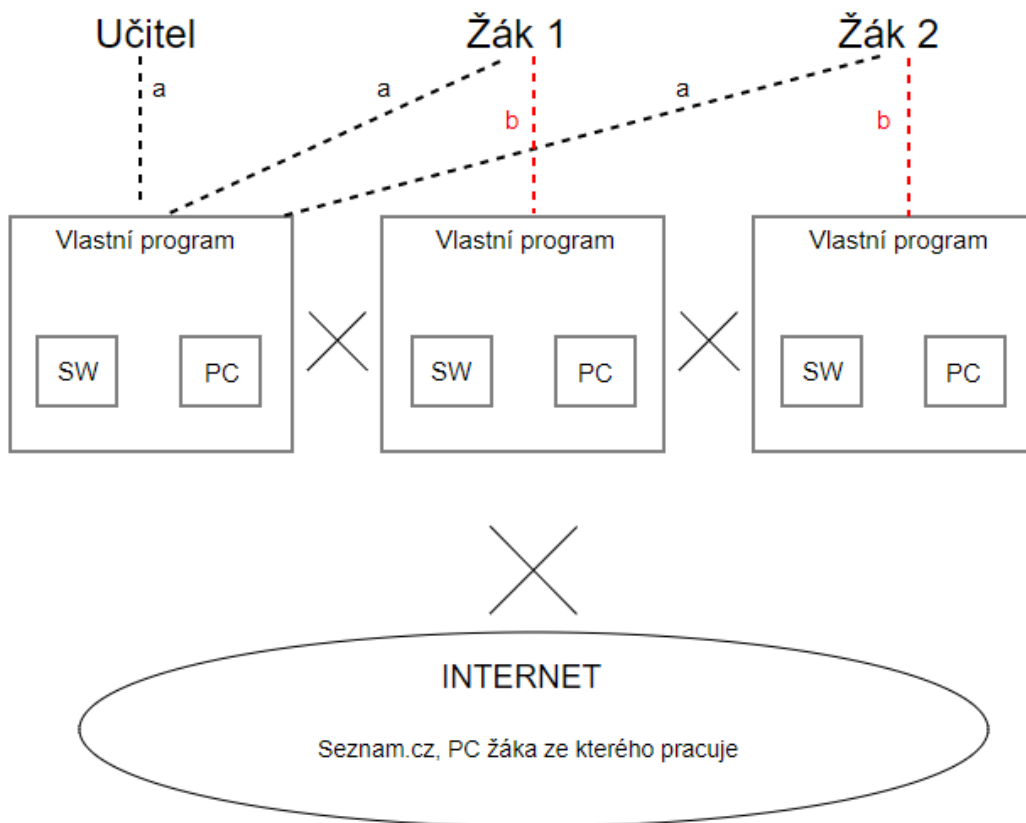 Učitel
Žák 1
Žák 2
a
a
a
b
b
Vlastní program
Vlastní program
Vlastní program
SW
PC
SW
PC
SW
PC
INTERNET
Seznam.cz, PC žáka ze kterého pracuje